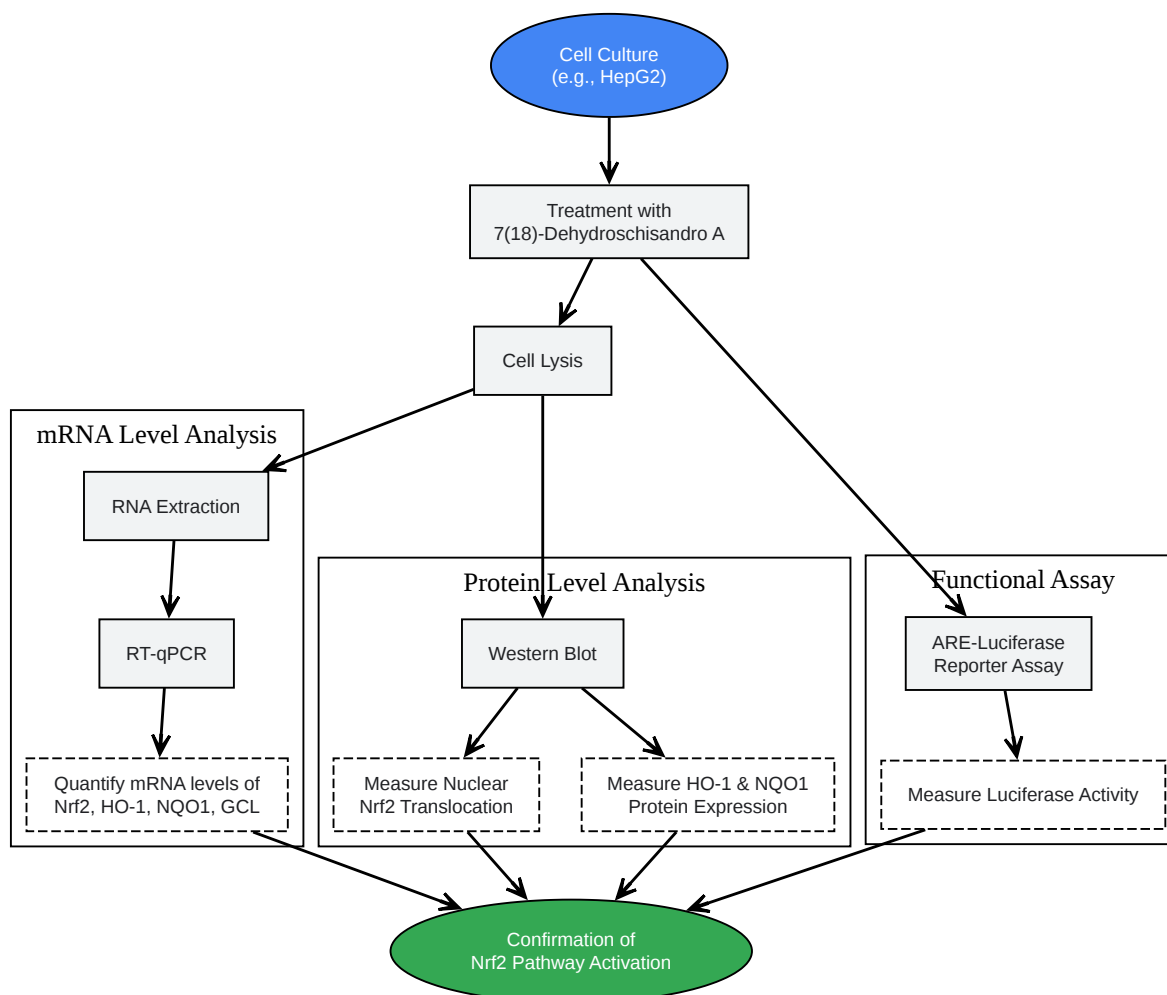 Cell Culture
(e.g., HepG2)
Treatment with
7(18)-Dehydroschisandro A
Cell Lysis
mRNA Level Analysis
RNA Extraction
RT-qPCR
Quantify mRNA levels of
Nrf2, HO-1, NQO1, GCL
Protein Level Analysis
Western Blot
Measure Nuclear
Nrf2 Translocation
Measure HO-1 & NQO1
Protein Expression
Functional Assay
ARE-Luciferase
Reporter Assay
Measure Luciferase Activity
Confirmation of
Nrf2 Pathway Activation